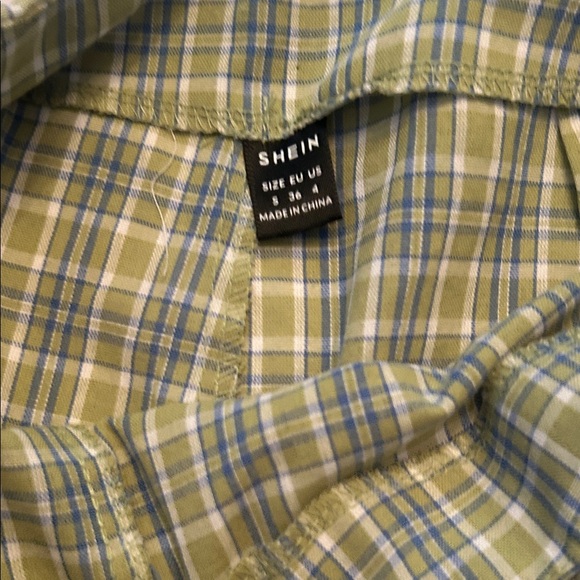 SHEIN
SIZE EU US
S 36 4
MADE IN CHINA